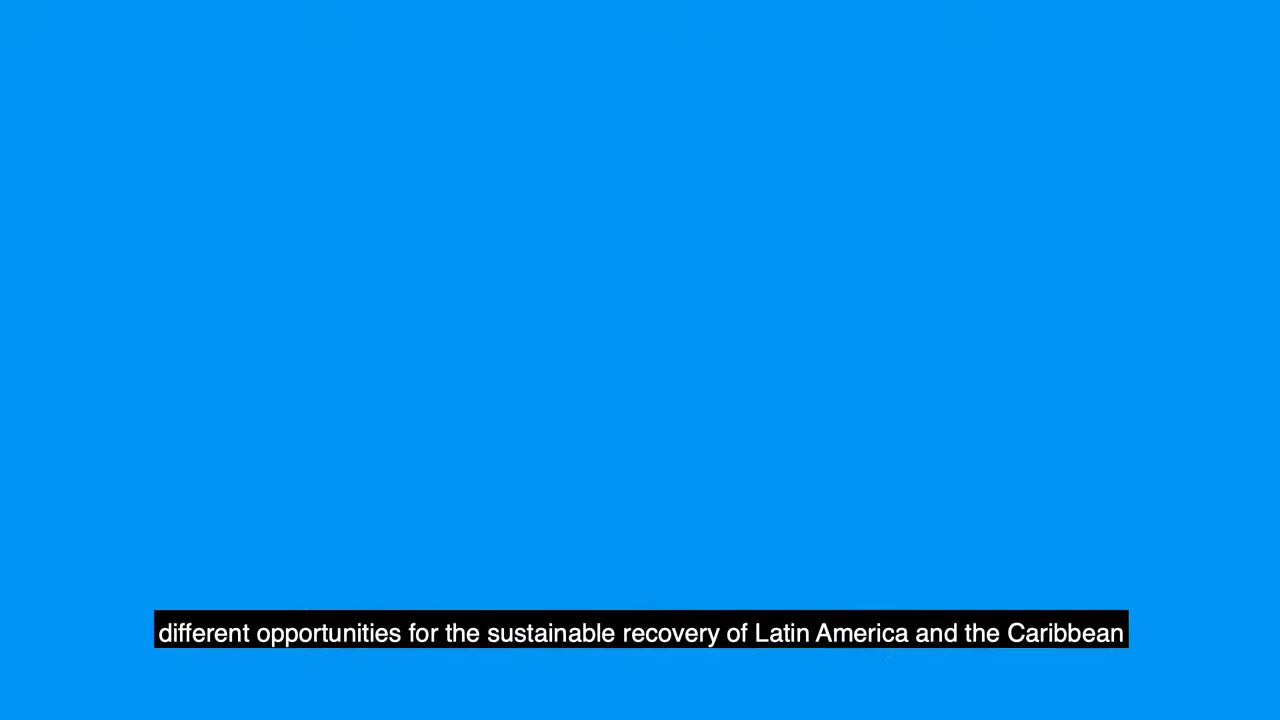 different opportunities for the sustainable recovery of Latin America and the Caribbean